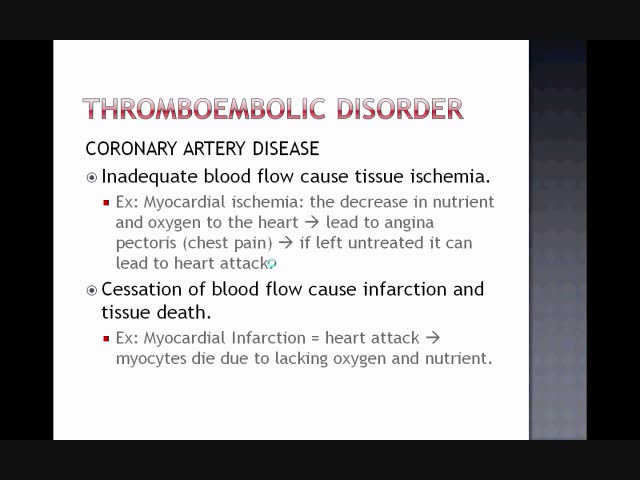 THROMBOEMBOLIC DISORDER
CORONARY ARTERY DISEASE
Inadequate blood flow cause tissue ischemia.
Ex: Myocardial ischemia: the decrease in nutrient
and oxygen to the heart → lead to angina
pectoris (chest pain) → if left untreated it can
lead to heart attack.
Cessation of blood flow cause infarction and
tissue death.
Ex: Myocardial Infarction = heart attack →
myocytes die due to lacking oxygen and nutrient.